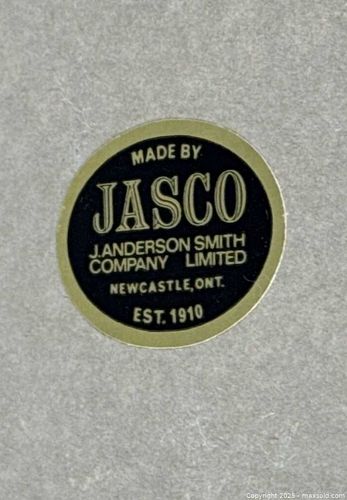 MADE BY
JASCO
J.ANDERSON SMITH
COMPANY LIMITED
NEWCASTLE, ONT.
EST. 1910
Copyright 2025 - maxsold.com